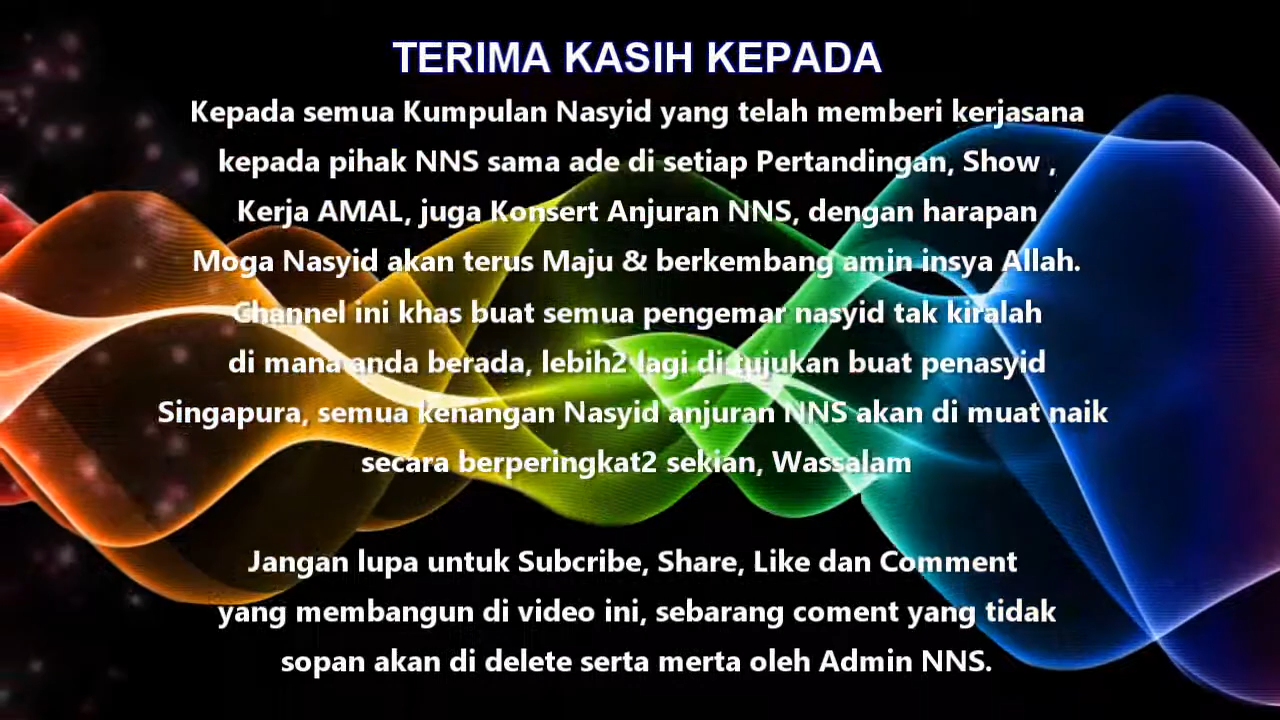 TERIMA KASIH KEPADA
Kepada semua Kumpulan Nasyid yang telah memberi kerjasana
kepada pihak NNS sama ade di setiap Pertandingan, Show ,
Kerja AMAL, juga Konsert Anjuran NNS, dengan harapan
Moga Nasyid akan terus Maju & berkembang amin insya Allah.
Channel ini khas buat semua pengemar nasyid tak kiralah
di mana anda berada, lebih2 lagi di tujukan buat penasyid
Singapura, semua kenangan Nasyid anjuran NNS akan di muat naik
secara berperingkat2 sekian, Wassalam
Jangan lupa untuk Subcribe, Share, Like dan Comment
yang membangun di video ini, sebarang coment yang tidak
sopan akan di delete serta merta oleh Admin NNS.